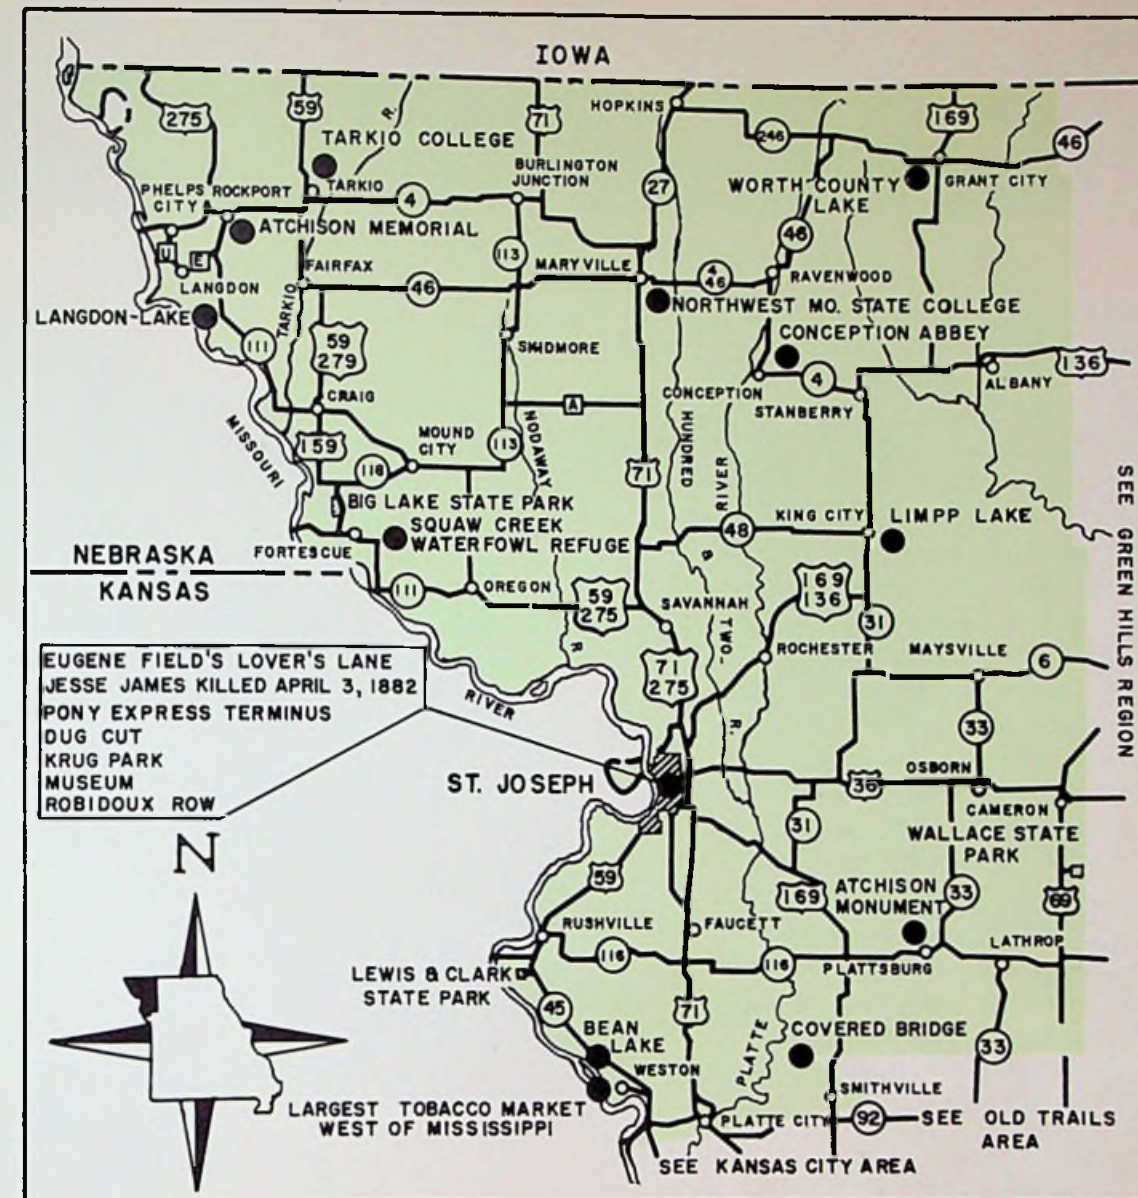 IOWA
HOPKINS
275
59
R.
71
169
246
46
TARKIO COLLEGE
BURLINGTON
JUNCTION
PHELPS
CITY
ROCKPORT
TARKIO
4
27
WORTH COUNTY
LAKE
GRANT CITY
ATCHISON MEMORIAL
46
U
E
FAIRFAX
113
MARYVILLE
4
46
RAVENWOOD
LANGDON
46
NORTHWEST MO. STATE COLLEGE
LANGDON-LAKE
TARKIO
CONCEPTION ABBEY
111
59
279
SKIDMORE
136
ALBANY
CONCEPTION
4
STANBERRY
CRAIG
A
MISSOURI
159
MOUND
CITY
113
NODAWAY
HUNDRED
118
71
RIVER
BIG LAKE STATE PARK
SQUAW CREEK
WATERFOWL REFUGE
48
KING CITY
LIMPP LAKE
NEBRASKA
KANSAS
FORTESCUE
SEE GREEN HILLS REGION
111
OREGON
59
275
169
136
31
SAVANNAH
TWO-
ROCHESTER
MAYSVILLE
6
R
71
275
EUGENE FIELD'S LOVER'S LANE
JESSE JAMES KILLED APRIL 3, 1882
PONY EXPRESS TERMINUS
DUG CUT
KRUG PARK
MUSEUM
ROBIDOUX ROW
RIVER
R.
33
ST. JOSEPH
36
OSBORN
CAMERON
31
WALLACE STATE
PARK
N
59
169
ATCHISON
MONUMENT
33
69
RUSHVILLE
FAUCETT
116
116
PLATTSBURG
LATHROP
LEWIS & CLARK
STATE PARK
45
71
BEAN
LAKE
PLATTE
COVERED BRIDGE
33
WESTON
SMITHVILLE
LARGEST TOBACCO MARKET
WEST OF MISSISSIPPI
PLATTE CITY
92
SEE OLD TRAILS
AREA
SEE KANSAS CITY AREA